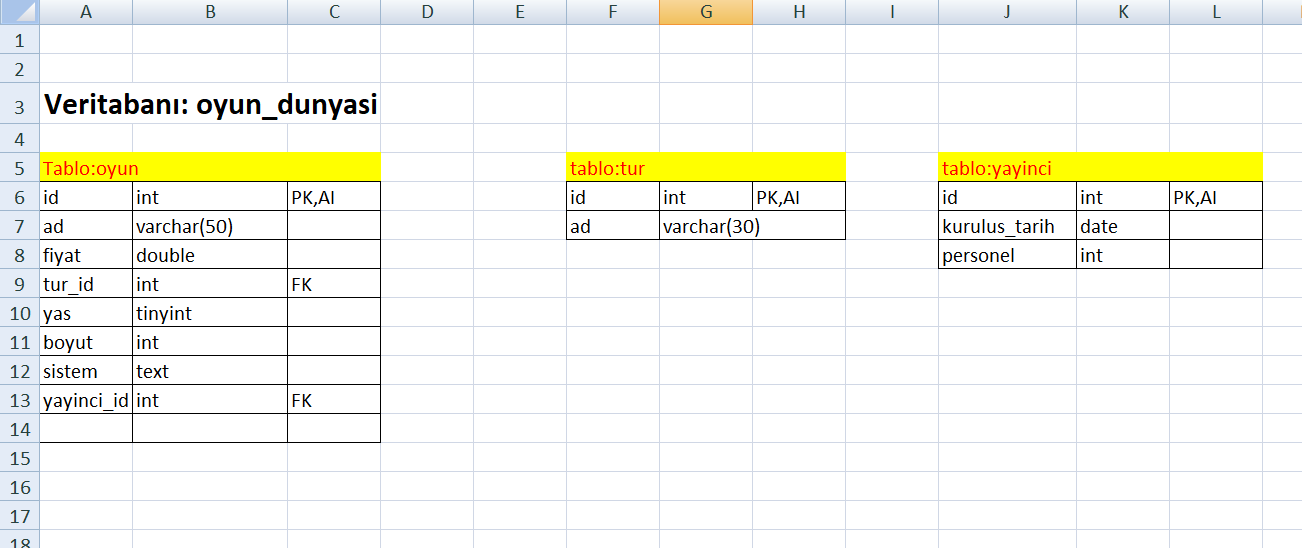 A B C D E F G H I J K L
1
2
3 Veritabanı: oyun_dunyasi
4
5 Tablo:oyun tablo:tur tablo:yayinci
6 id int PK,AI id int PK,AI id int PK,AI
7 ad varchar(50) ad varchar(30) kurulus_tarih date
8 fiyat double personel int
9 tur_id int FK
10 yas tinyint
11 boyut int
12 sistem text
13 yayinci_id int FK
14
15
16
17
18